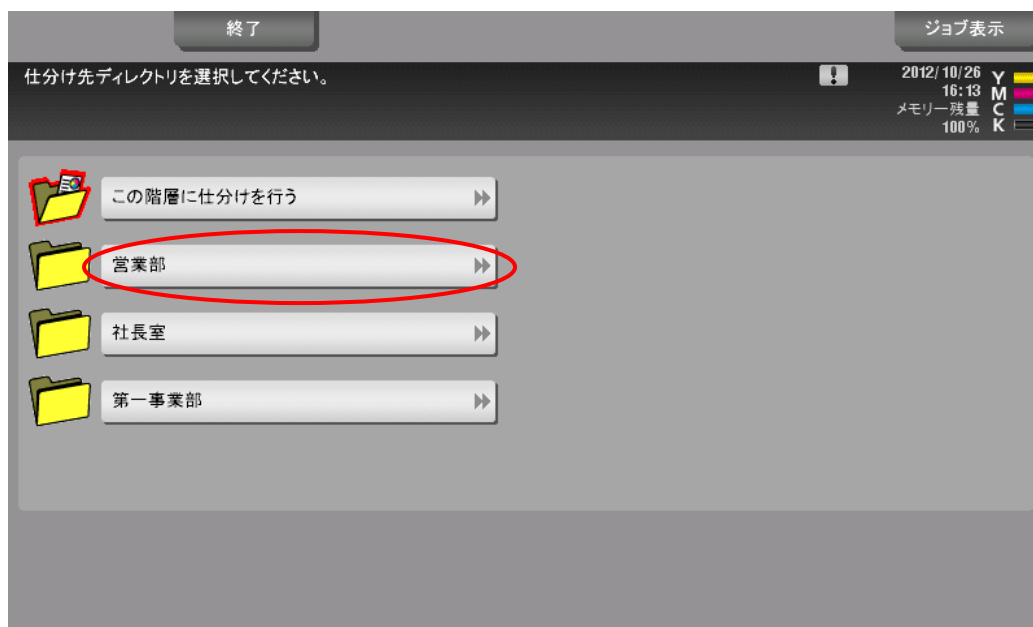 終了
ジョブ表示
仕分け先ディレクトリを選択してください。
2012/10/26
16:13
メモリー残量
100%
Y
M
C
K
この階層に仕分けを行う
営業部
社長室
第一事業部